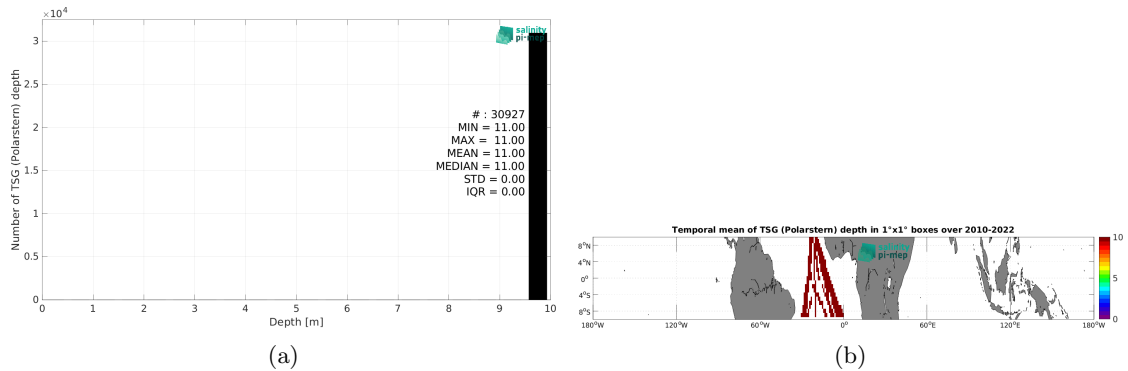 ×10⁴
salinity
pi-mep
3
2.5
2
1.5
1
0.5
0
Number of TSG (Polarstern) depth
# : 30927
MIN = 11.00
MAX = 11.00
MEAN = 11.00
MEDIAN = 11.00
STD = 0.00
IQR = 0.00
0 1 2 3 4 5 6 7 8 9 10
Depth [m]
(a)
Temporal mean of TSG (Polarstern) depth in 1°x1° boxes over 2010-2022
salinity
pi-mep
8°N
4°N
0°
4°S
8°S
180°W 120°W 60°W 0° 60°E 120°E 180°W
10
8
6
4
2
0
(b)